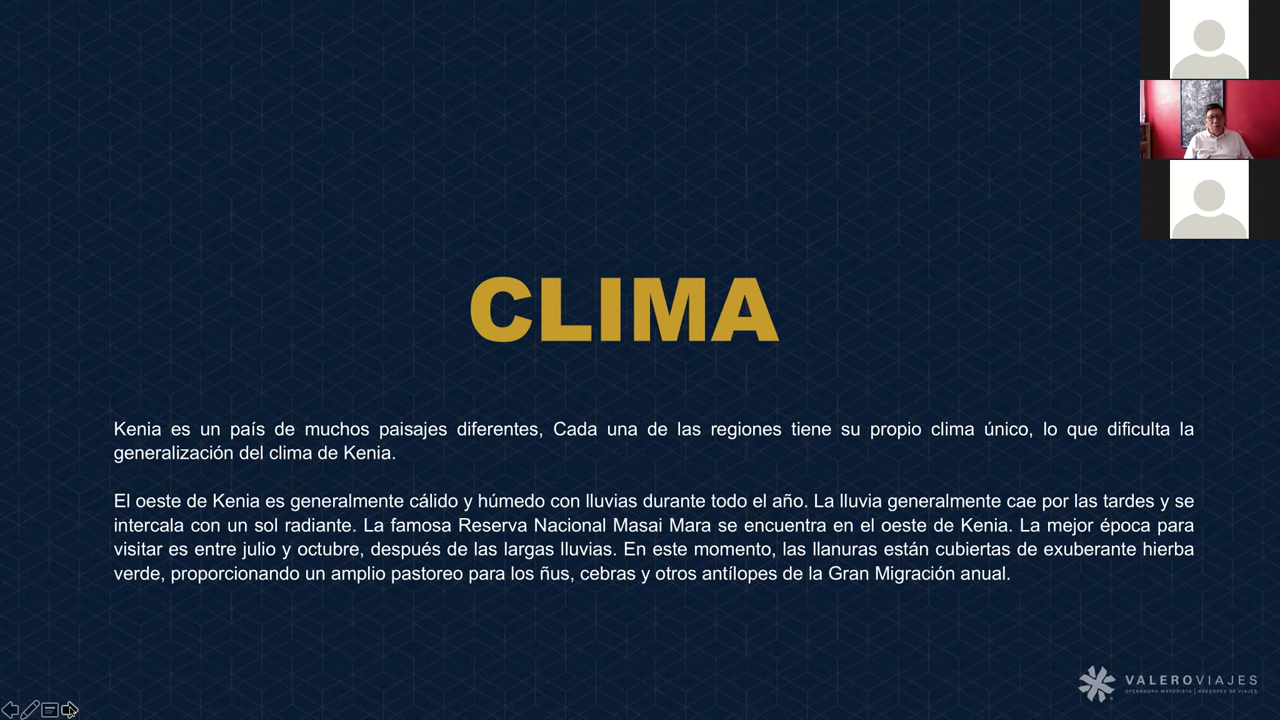 CLIMA
Kenia es un país de muchos paisajes diferentes, Cada una de las regiones tiene su propio clima único, lo que dificulta la
generalización del clima de Kenia.
El oeste de Kenia es generalmente cálido y húmedo con lluvias durante todo el año. La lluvia generalmente cae por las tardes y se
intercala con un sol radiante. La famosa Reserva Nacional Masai Mara se encuentra en el oeste de Kenia. La mejor época para
visitar es entre julio y octubre, después de las largas lluvias. En este momento, las llanuras están cubiertas de exuberante hierba
verde, proporcionando un amplio pastoreo para los ñus, cebras y otros antílopes de la Gran Migración anual.
VALEROVIAJES
OPERADORA MAYORISTA | ASESORES DE VIAJES